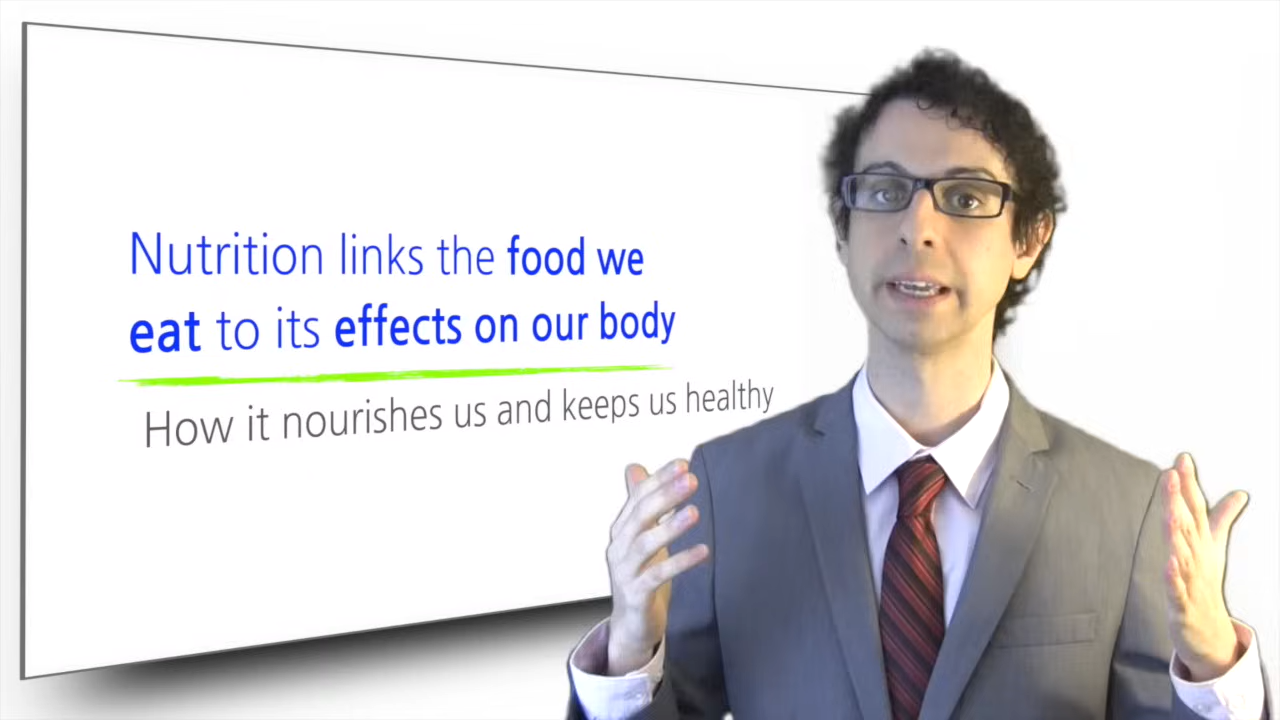 Nutrition links the food we
eat to its effects on our body
How it nourishes us and keeps us healthy